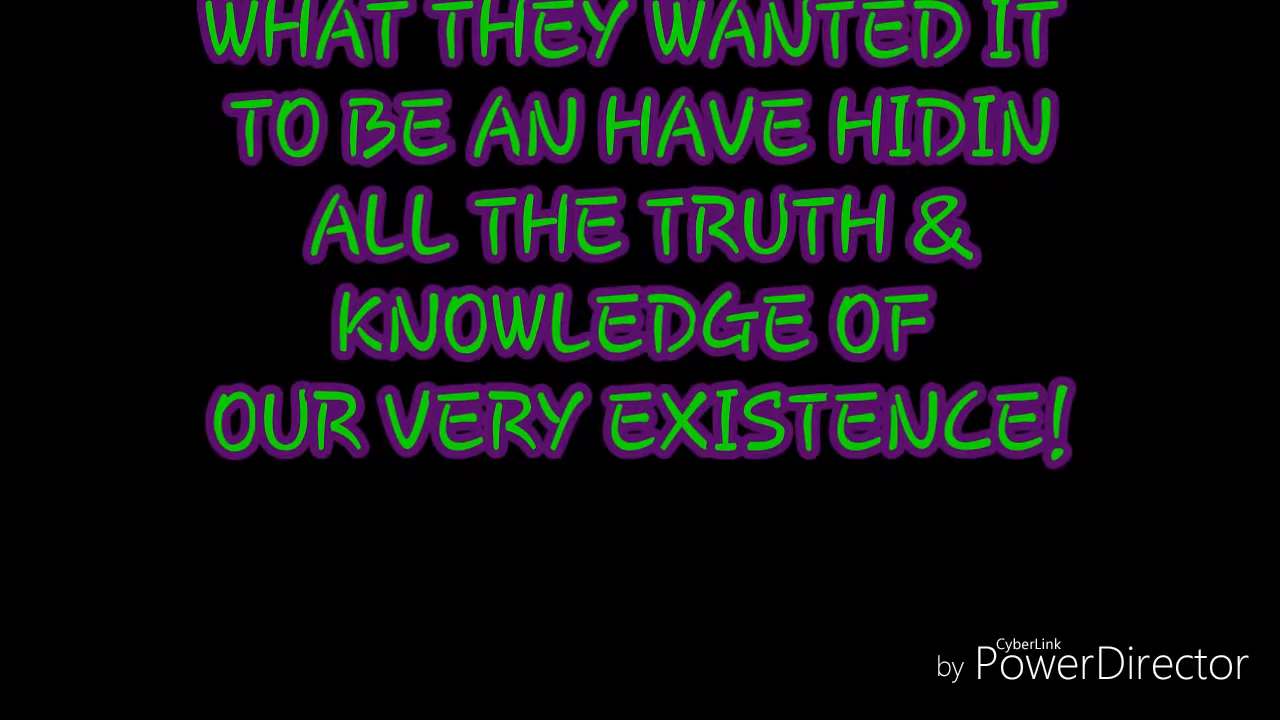 WHAT THEY WANTED IT
TO BE AN HAVE HIDIN
ALL THE TRUTH &
KNOWLEDGE OF
OUR VERY EXISTENCE!
CyberLink
by PowerDirector